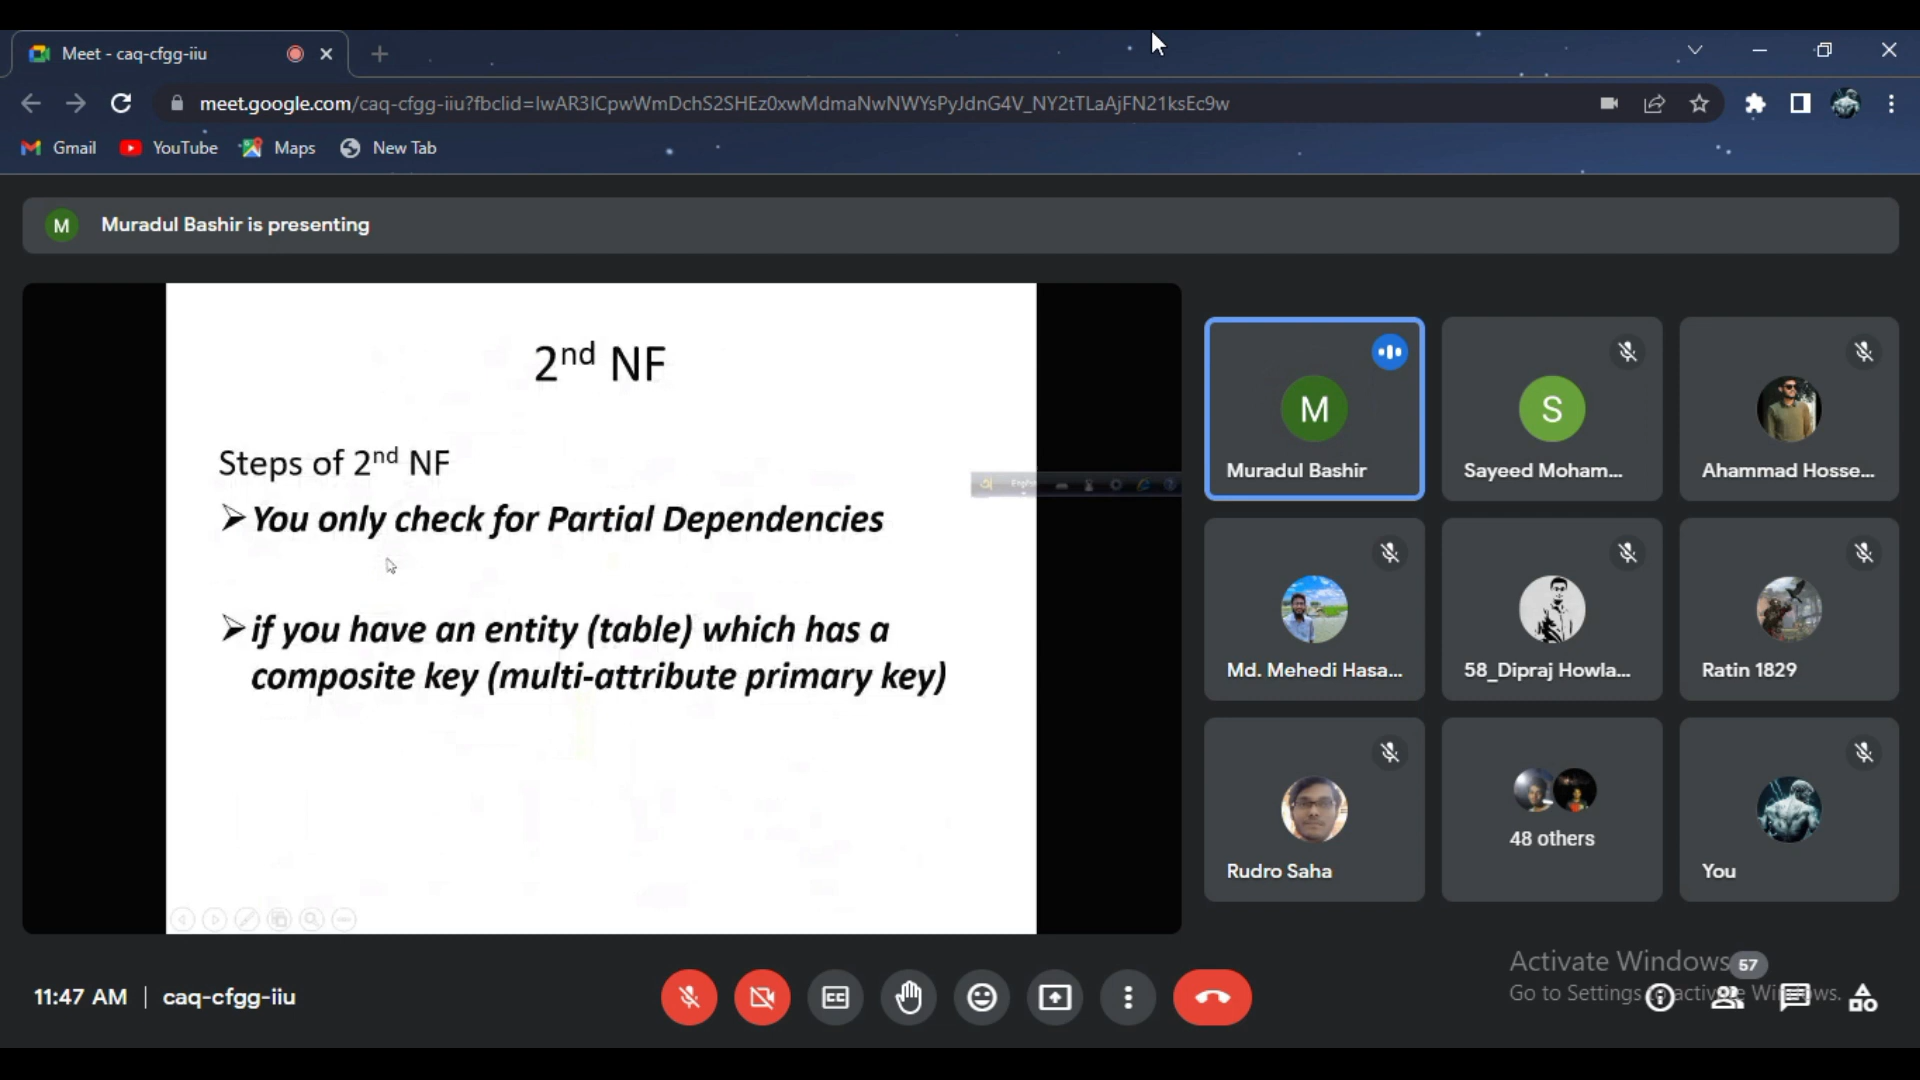 Meet - caq-cfgg-iiu
meet.google.com/caq-cfgg-iiu?fbclid=IwAR3ICpwWmDchS2SHEz0xwMdmaNwNWYsPyJdnG4V_NY2tTLaAjFN21ksEc9w
Gmail YouTube Maps New Tab
M Muradul Bashir is presenting
2nd NF
Steps of 2nd NF
➢You only check for Partial Dependencies
➢if you have an entity (table) which has a
composite key (multi-attribute primary key)
M
Muradul Bashir
S
Sayeed Moham...
Ahammad Hosse...
Md. Mehedi Hasa...
58_Dipraj Howla...
Ratin 1829
Rudro Saha
48 others
You
11:47 AM | caq-cfgg-iiu
CC
Activate Windows
57
Go to Settings to activate Windows.